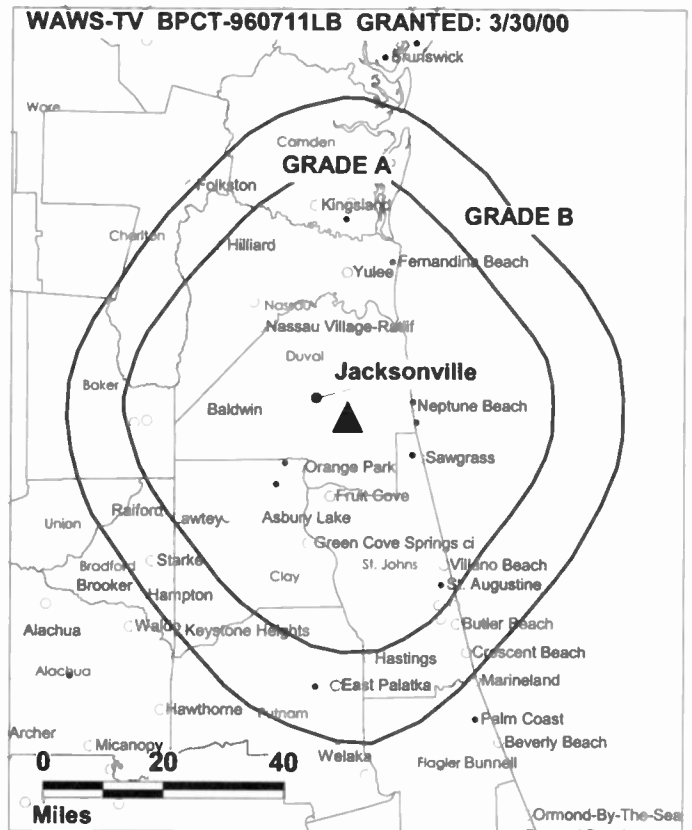 WAWS-TV BPCT-960711LB GRANTED: 3/30/00
Brunswick
Ware
Camden
GRADE A
Folkston
Kingsland
GRADE B
Charlton
Hilliard
Fernandina Beach
Yulee
Nassau
Nassau Village-Ratliff
Duval
Jacksonville
Baker
Baldwin
Neptune Beach
Sawgrass
Orange Park
Fruit Cove
Raiford
Lawtey
Asbury Lake
Union
Green Cove Springs ci
Starke
St. Johns
Villano Beach
Bradford
Clay
Brooker
St. Augustine
Hampton
Butler Beach
Alachua
Waldo
Keystone Heights
Crescent Beach
Hastings
Alachua
Marineland
East Palatka
Hawthorne
Putnam
Palm Coast
Archer
Micanopy
Beverly Beach
Welaka
Flagler Bunnell
0 20 40
Miles
Ormond-By-The-Sea